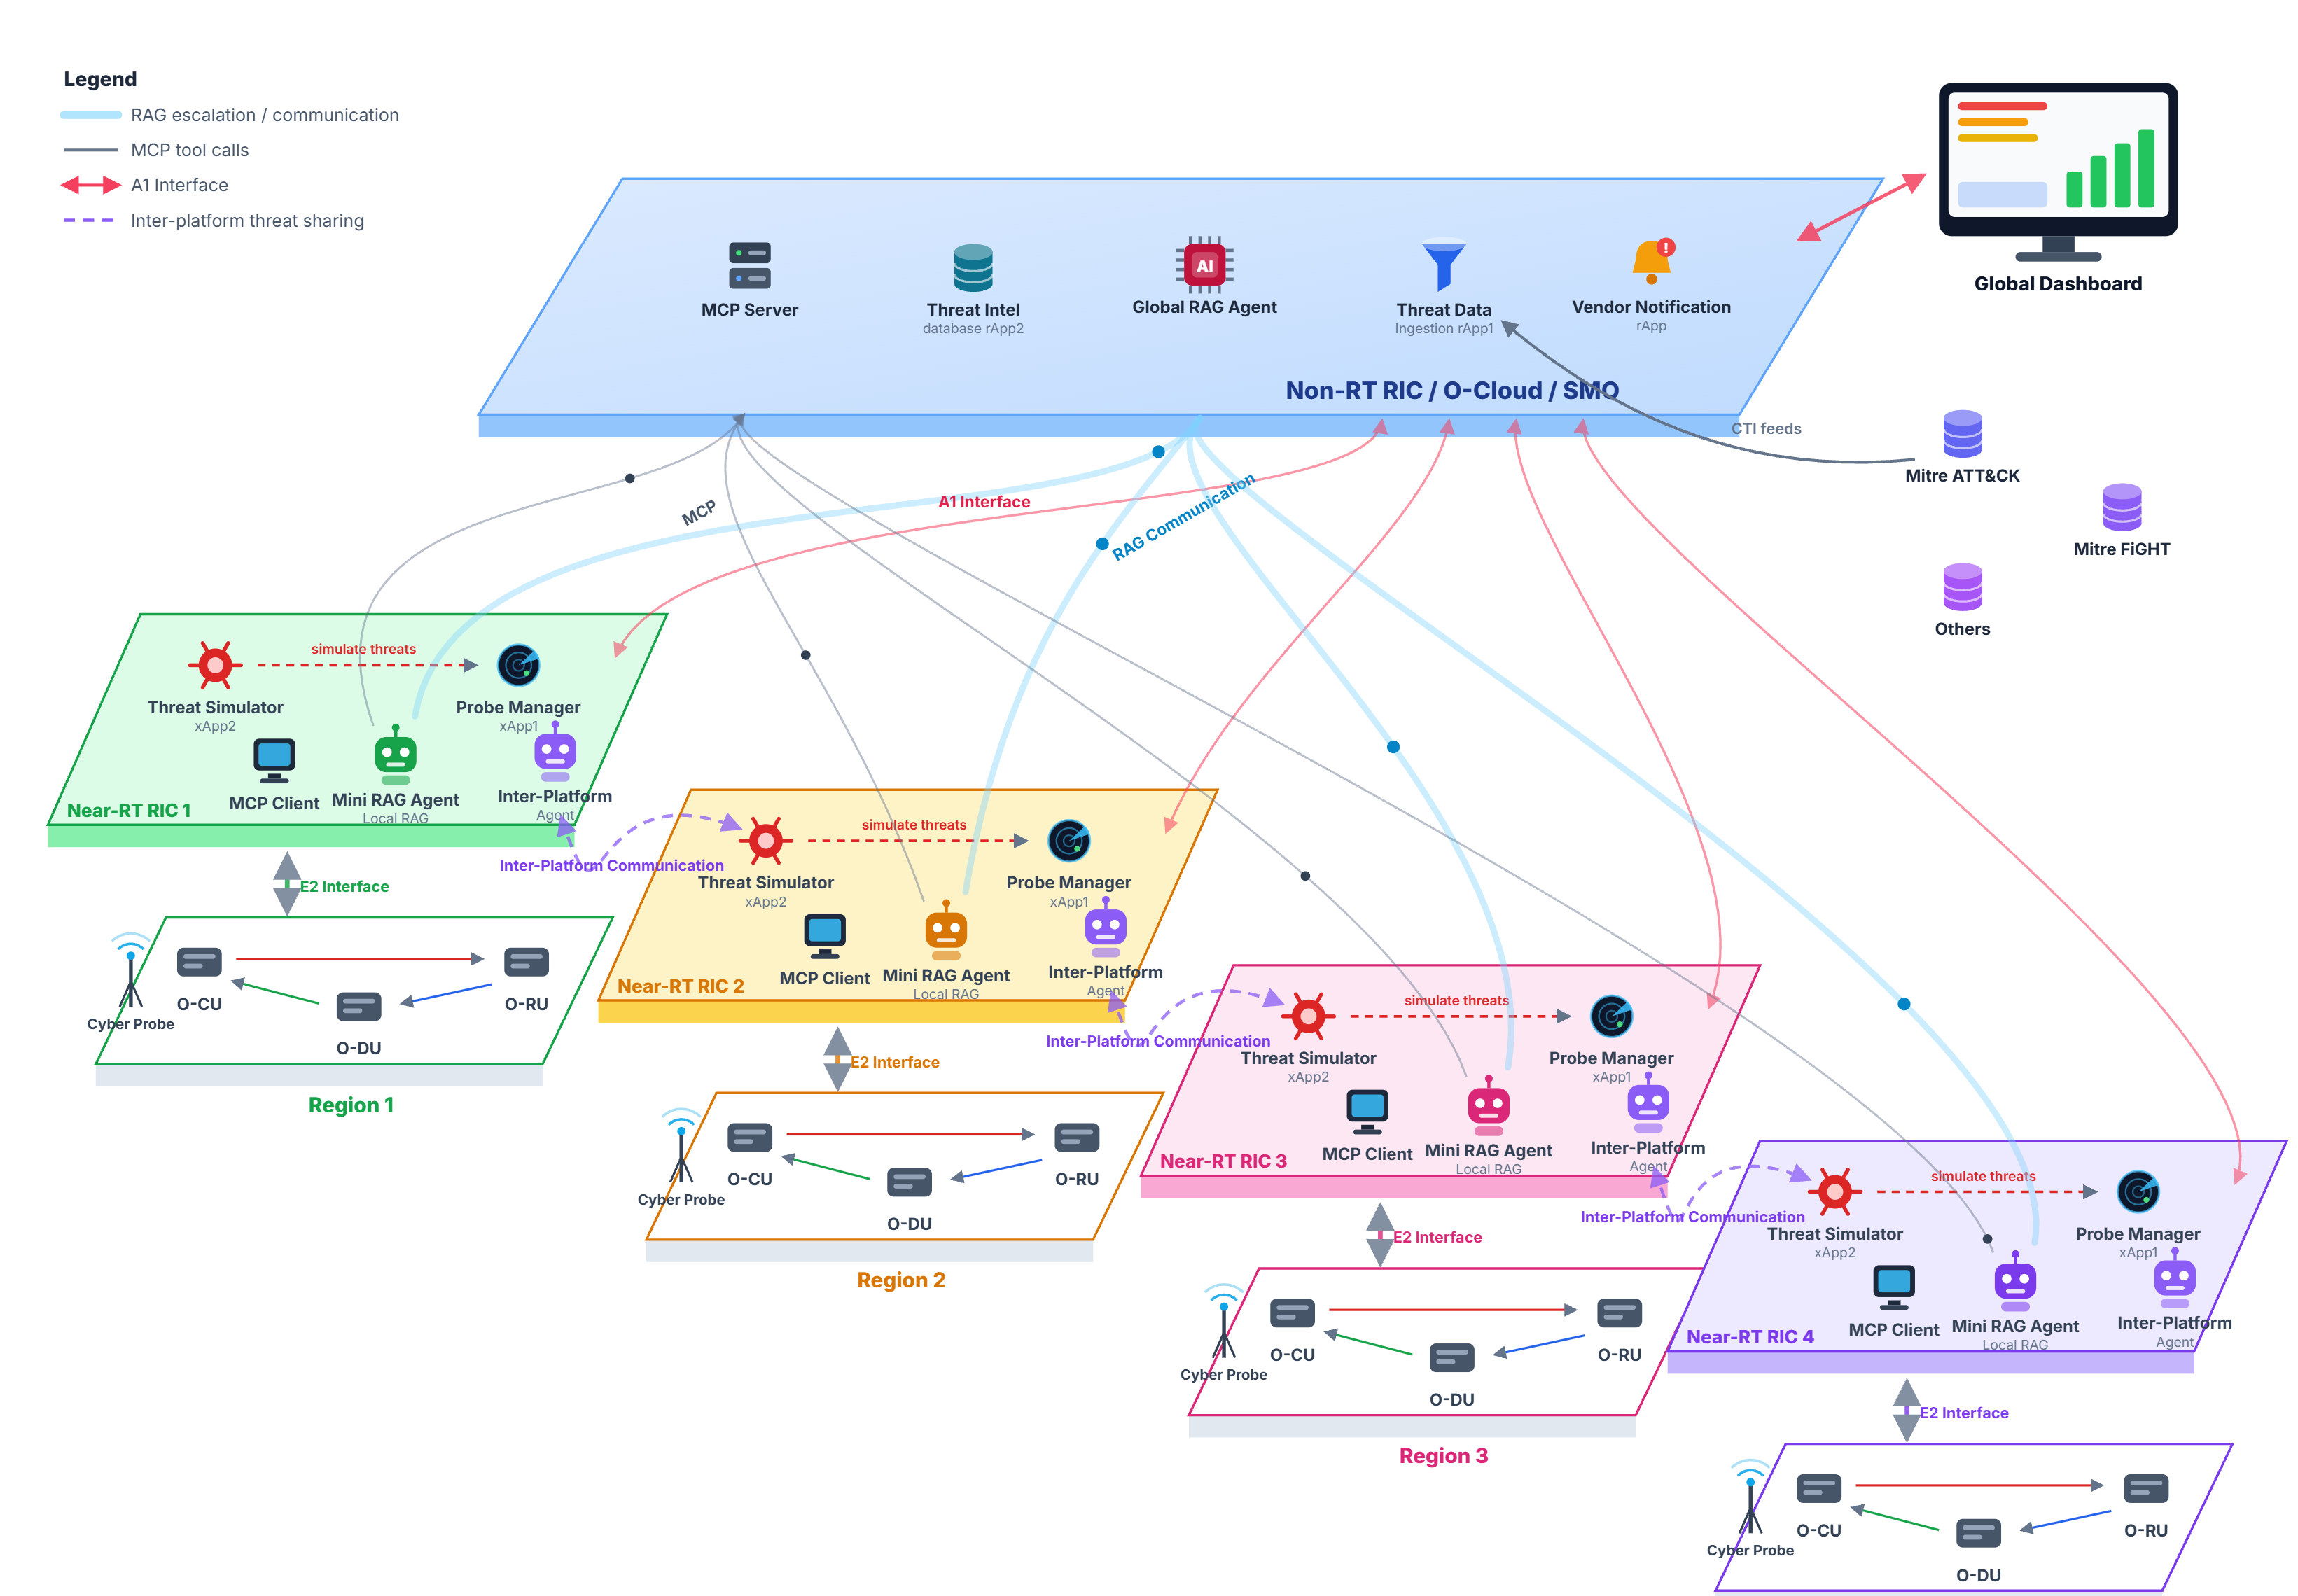 Legend
RAG escalation / communication
MCP tool calls
A1 Interface
Inter-platform threat sharing
Global Dashboard
MCP Server
Threat Intel
database rApp2
AI
Global RAG Agent
Threat Data
Ingestion rApp1
!
Vendor Notification
rApp
Non-RT RIC / O-Cloud / SMO
CTI feeds
Mitre ATT&CK
Mitre FiGHT
Others
MCP
A1 Interface
RAG Communication
simulate threats
Threat Simulator
xApp2
Probe Manager
xApp1
MCP Client
Mini RAG Agent
Local RAG
Inter-Platform
Agent
Near-RT RIC 1
Inter-Platform Communication
E2 Interface
Cyber Probe
O-CU
O-RU
O-DU
Region 1
simulate threats
Threat Simulator
xApp2
Probe Manager
xApp1
MCP Client
Mini RAG Agent
Local RAG
Inter-Platform
Agent
Near-RT RIC 2
Inter-Platform Communication
E2 Interface
Cyber Probe
O-CU
O-RU
O-DU
Region 2
simulate threats
Threat Simulator
xApp2
Probe Manager
xApp1
MCP Client
Mini RAG Agent
Local RAG
Inter-Platform
Agent
Near-RT RIC 3
Inter-Platform Communication
E2 Interface
Cyber Probe
O-CU
O-RU
O-DU
Region 3
simulate threats
Threat Simulator
xApp2
Probe Manager
xApp1
MCP Client
Mini RAG Agent
Local RAG
Inter-Platform
Agent
Near-RT RIC 4
E2 Interface
Cyber Probe
O-CU
O-RU
O-DU